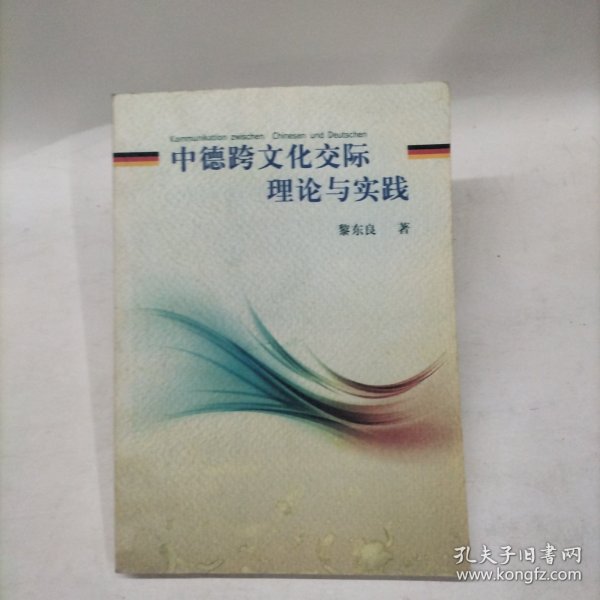 Kommunikation zwischen Chinesen und Deutschen
中德跨文化交际
理论与实践
黎东良 著
孔夫子旧书网
www.kongfz.com